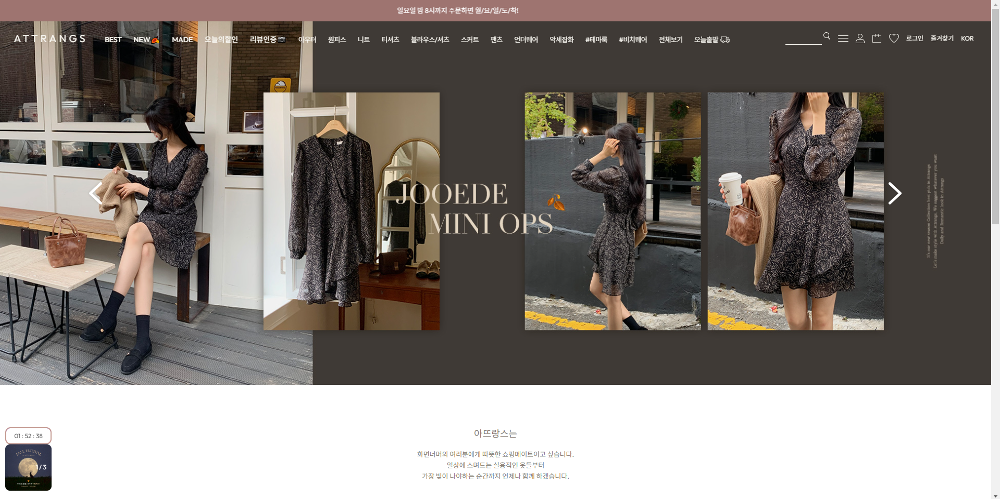 일요일 밤 8시까지 주문하면 월/요/일/도/착!
ATTRANGS BEST NEW MADE 오늘의할인 리뷰인증 아우터 원피스 니트 티셔츠 블라우스/셔츠 스커트 팬츠 언더웨어 악세잡화 #테마룩 #비치웨어 전체보기 오늘출발 로그인 즐겨찾기 KOR
JOOEDE
MINI OPS
It's our new season Collection best pick in Attrangs
Let's make style with Attrangs, We suggest whatever you want
Daily and Romantic look in Attrangs
아뜨랑스는
화면너머의 여러분에게 따뜻한 쇼핑메이트이고 싶습니다.
일상에 스며드는 실용적인 옷들부터
가장 빛이 나야하는 순간까지 언제나 함께 하겠습니다.
01 : 52 : 38
FALL FESTIVAL
1 / 3